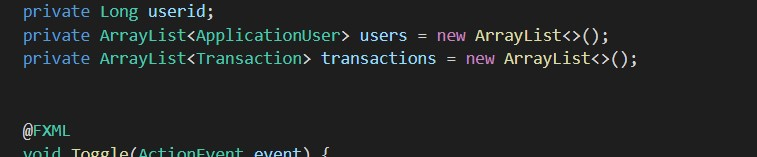 private Long userid;
private ArrayList<ApplicationUser> users = new ArrayList<>();
private ArrayList<Transaction> transactions = new ArrayList<>();
@FXML
void Toggle(ActionEvent event) {